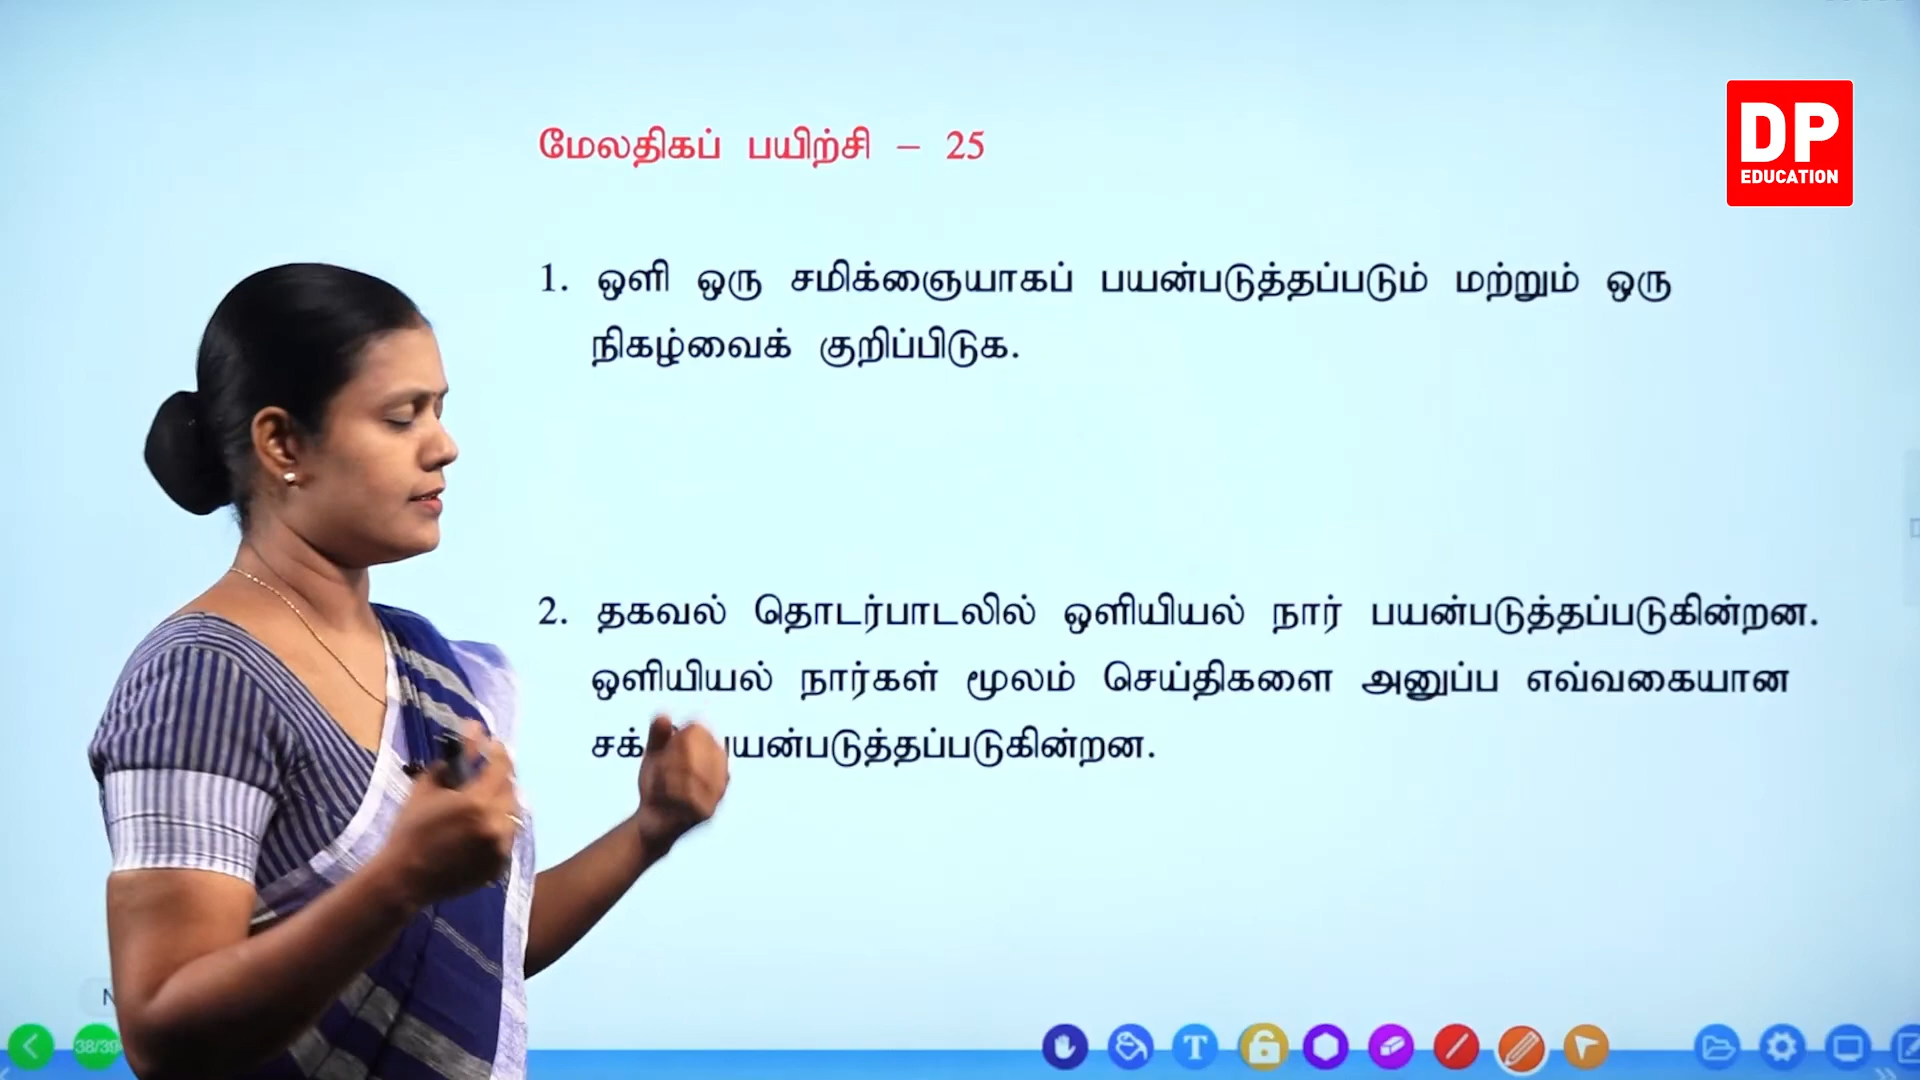 DP
EDUCATION
மேலதிகப் பயிற்சி – 25
1. ஒளி ஒரு சமிக்ஞையாகப் பயன்படுத்தப்படும் மற்றும் ஒரு
நிகழ்வைக் குறிப்பிடுக.
2. தகவல் தொடர்பாடலில் ஒளியியல் நார் பயன்படுத்தப்படுகின்றன.
ஒளியியல் நார்கள் மூலம் செய்திகளை அனுப்ப எவ்வகையான
பயன்படுத்தப்படுகின்றன.
38/39
T